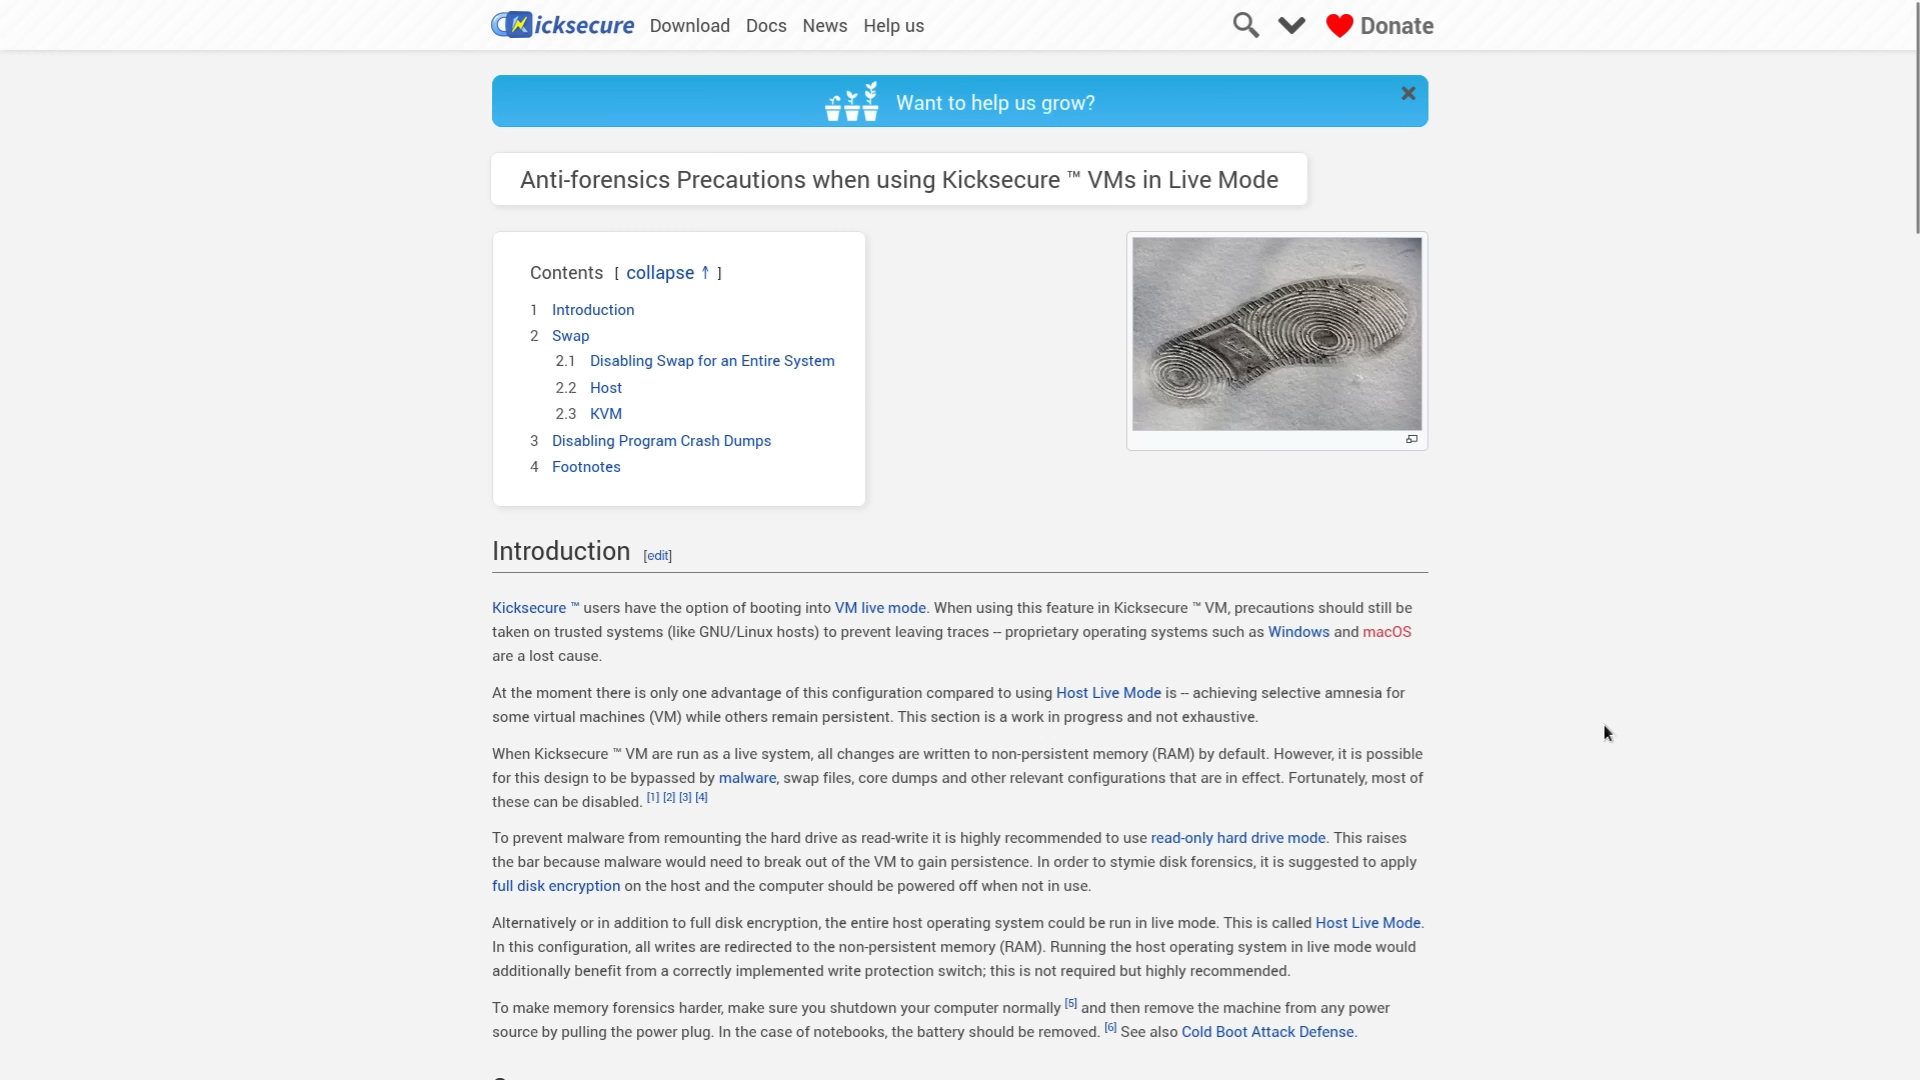 Kicksecure Download Docs News Help us Donate
Want to help us grow?
Anti-forensics Precautions when using Kicksecure ™ VMs in Live Mode
Contents [ collapse ↑ ]
1 Introduction
2 Swap
2.1 Disabling Swap for an Entire System
2.2 Host
2.3 KVM
3 Disabling Program Crash Dumps
4 Footnotes
Introduction [edit]
Kicksecure ™ users have the option of booting into VM live mode. When using this feature in Kicksecure ™ VM, precautions should still be
taken on trusted systems (like GNU/Linux hosts) to prevent leaving traces -- proprietary operating systems such as Windows and macOS
are a lost cause.
At the moment there is only one advantage of this configuration compared to using Host Live Mode is -- achieving selective amnesia for
some virtual machines (VM) while others remain persistent. This section is a work in progress and not exhaustive.
When Kicksecure ™ VM are run as a live system, all changes are written to non-persistent memory (RAM) by default. However, it is possible
for this design to be bypassed by malware, swap files, core dumps and other relevant configurations that are in effect. Fortunately, most of
these can be disabled. [1] [2] [3] [4]
To prevent malware from remounting the hard drive as read-write it is highly recommended to use read-only hard drive mode. This raises
the bar because malware would need to break out of the VM to gain persistence. In order to stymie disk forensics, it is suggested to apply
full disk encryption on the host and the computer should be powered off when not in use.
Alternatively or in addition to full disk encryption, the entire host operating system could be run in live mode. This is called Host Live Mode.
In this configuration, all writes are redirected to the non-persistent memory (RAM). Running the host operating system in live mode would
additionally benefit from a correctly implemented write protection switch; this is not required but highly recommended.
To make memory forensics harder, make sure you shutdown your computer normally [5] and then remove the machine from any power
source by pulling the power plug. In the case of notebooks, the battery should be removed. [6] See also Cold Boot Attack Defense.